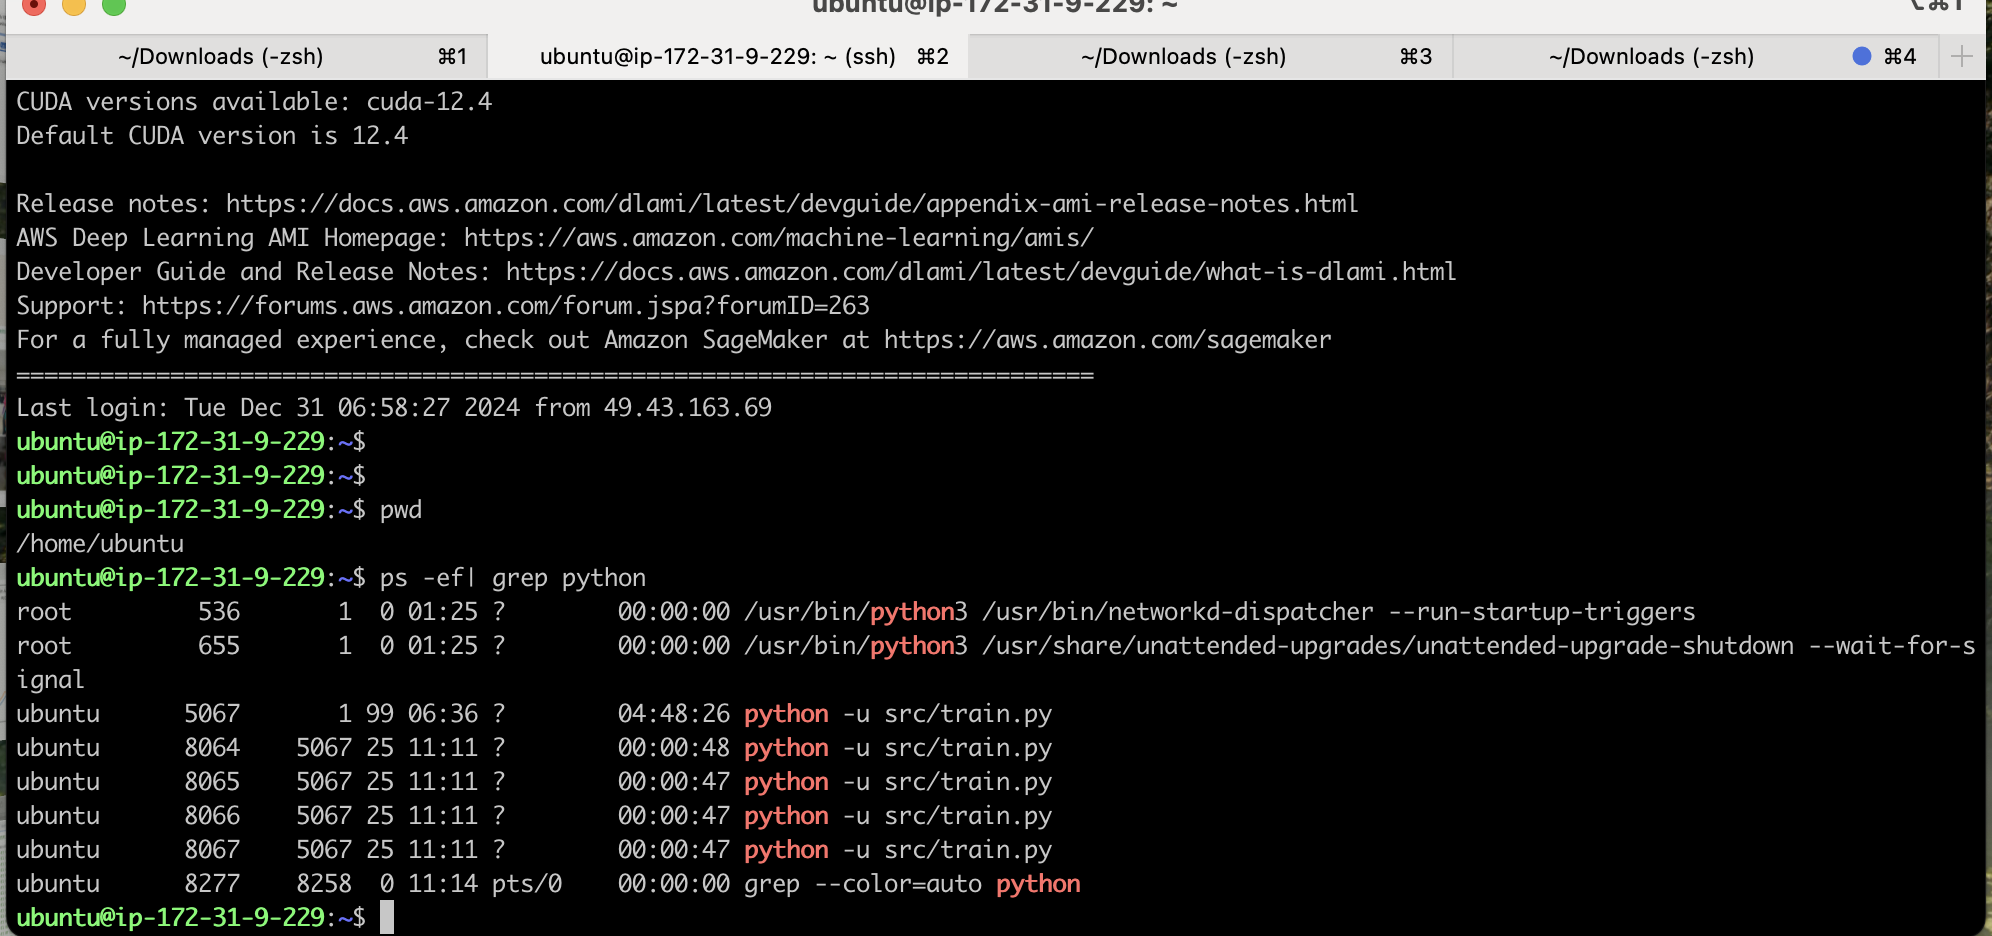 ubuntu@ip-172-31-9-229: ~
⌥⌘1
~/Downloads (-zsh) ⌘1 ubuntu@ip-172-31-9-229: ~ (ssh) ⌘2 ~/Downloads (-zsh) ⌘3 ~/Downloads (-zsh) ⌘4
CUDA versions available: cuda-12.4
Default CUDA version is 12.4
Release notes: https://docs.aws.amazon.com/dlami/latest/devguide/appendix-ami-release-notes.html
AWS Deep Learning AMI Homepage: https://aws.amazon.com/machine-learning/amis/
Developer Guide and Release Notes: https://docs.aws.amazon.com/dlami/latest/devguide/what-is-dlami.html
Support: https://forums.aws.amazon.com/forum.jspa?forumID=263
For a fully managed experience, check out Amazon SageMaker at https://aws.amazon.com/sagemaker
=============================================================================
Last login: Tue Dec 31 06:58:27 2024 from 49.43.163.69
ubuntu@ip-172-31-9-229:~$
ubuntu@ip-172-31-9-229:~$
ubuntu@ip-172-31-9-229:~$ pwd
/home/ubuntu
ubuntu@ip-172-31-9-229:~$ ps -ef| grep python
root         536       1  0 01:25 ?        00:00:00 /usr/bin/python3 /usr/bin/networkd-dispatcher --run-startup-triggers
root         655       1  0 01:25 ?        00:00:00 /usr/bin/python3 /usr/share/unattended-upgrades/unattended-upgrade-shutdown --wait-for-s
ignal
ubuntu      5067       1 99 06:36 ?        04:48:26 python -u src/train.py
ubuntu      8064    5067 25 11:11 ?        00:00:48 python -u src/train.py
ubuntu      8065    5067 25 11:11 ?        00:00:47 python -u src/train.py
ubuntu      8066    5067 25 11:11 ?        00:00:47 python -u src/train.py
ubuntu      8067    5067 25 11:11 ?        00:00:47 python -u src/train.py
ubuntu      8277    8258  0 11:14 pts/0    00:00:00 grep --color=auto python
ubuntu@ip-172-31-9-229:~$